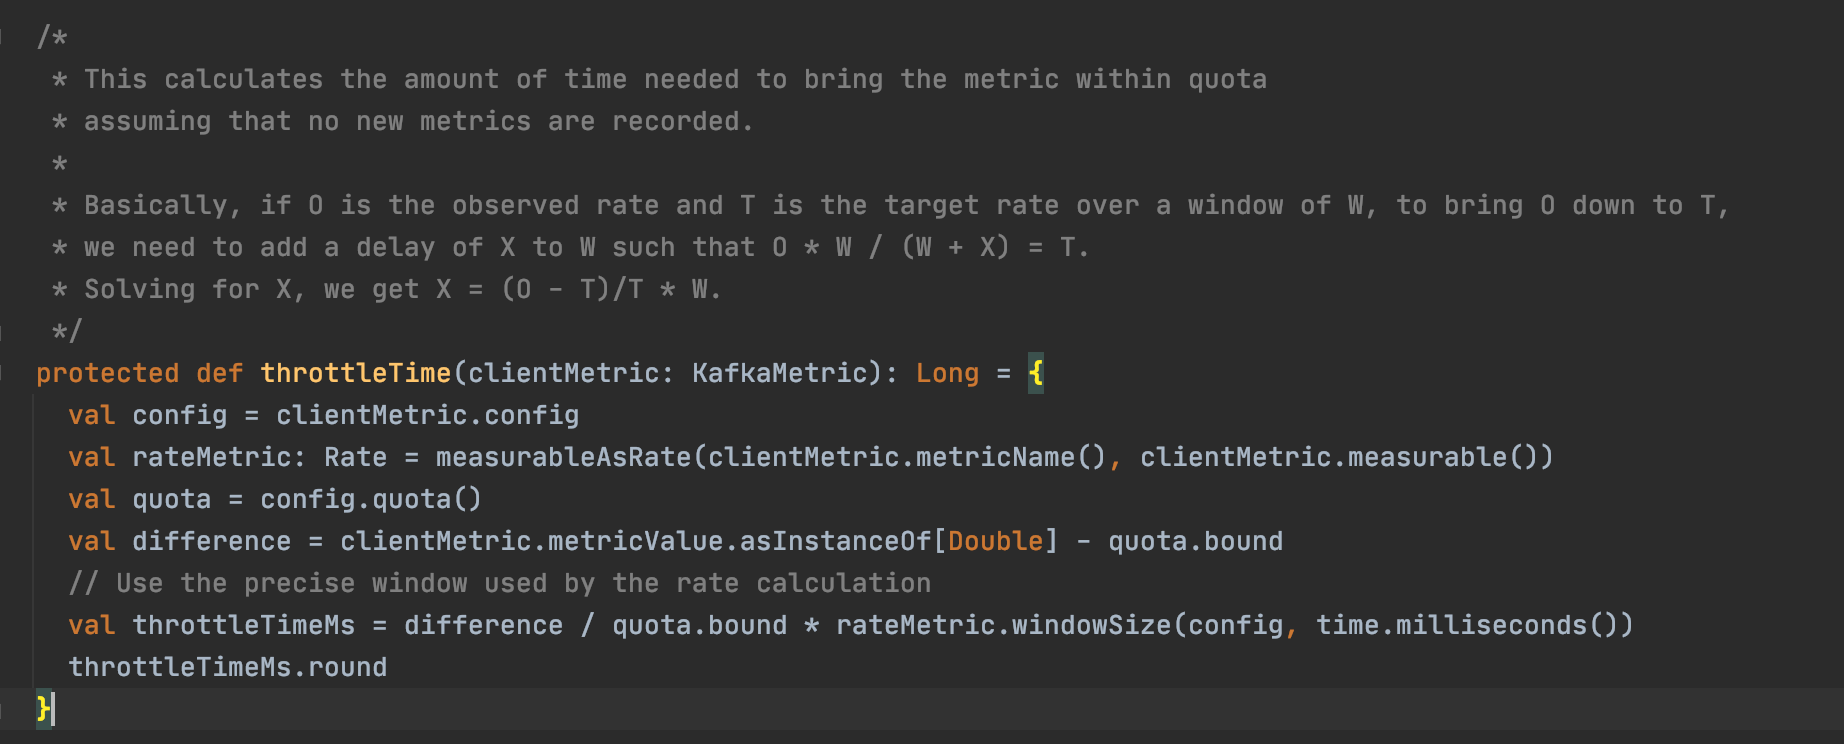 /*
 * This calculates the amount of time needed to bring the metric within quota
 * assuming that no new metrics are recorded.
 *
 * Basically, if O is the observed rate and T is the target rate over a window of W, to bring O down to T,
 * we need to add a delay of X to W such that O * W / (W + X) = T.
 * Solving for X, we get X = (O - T)/T * W.
 */
protected def throttleTime(clientMetric: KafkaMetric): Long = {
  val config = clientMetric.config
  val rateMetric: Rate = measurableAsRate(clientMetric.metricName(), clientMetric.measurable())
  val quota = config.quota()
  val difference = clientMetric.metricValue.asInstanceOf[Double] - quota.bound
  // Use the precise window used by the rate calculation
  val throttleTimeMs = difference / quota.bound * rateMetric.windowSize(config, time.milliseconds())
  throttleTimeMs.round
}